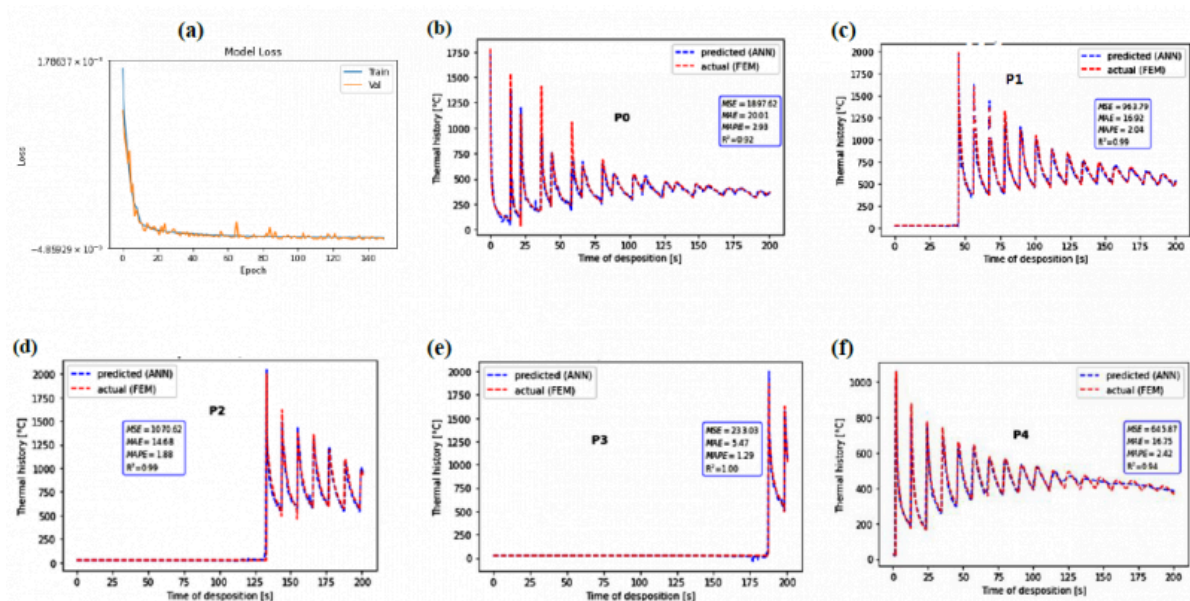 (a)
Model Loss
1.78637 × 10⁻³
Train
Val
Loss
−4.85929 × 10⁻³
0 20 40 60 80 100 120 140
Epoch
(b)
1750
1500
1250
1000
750
500
250
0
Thermal history [°C]
predicted (ANN)
actual (FEM)
P0
MSE=1897.62
MAE=20.01
MAPE=2.93
R²=0.92
0 25 50 75 100 125 150 175 200
Time of desposition [s]
(c)
2000
1750
1500
1250
1000
750
500
250
0
Thermal history [°C]
predicted (ANN)
actual (FEM)
P1
MSE=963.79
MAE=16.92
MAPE=2.04
R²=0.99
0 25 50 75 100 125 150 175 200
Time of desposition [s]
(d)
2000
1750
1500
1250
1000
750
500
250
0
Thermal history [°C]
predicted (ANN)
actual (FEM)
P2
MSE=1070.62
MAE=14.68
MAPE=1.88
R²=0.99
0 25 50 75 100 125 150 175 200
Time of desposition [s]
(e)
2000
1750
1500
1250
1000
750
500
250
0
Thermal history [°C]
predicted (ANN)
actual (FEM)
P3
MSE=233.03
MAE=5.47
MAPE=1.29
R²=1.00
0 25 50 75 100 125 150 175 200
Time of desposition [s]
(f)
1000
800
600
400
200
0
Thermal history [°C]
predicted (ANN)
actual (FEM)
P4
MSE=645.87
MAE=16.75
MAPE=2.42
R²=0.94
0 25 50 75 100 125 150 175 200
Time of desposition [s]